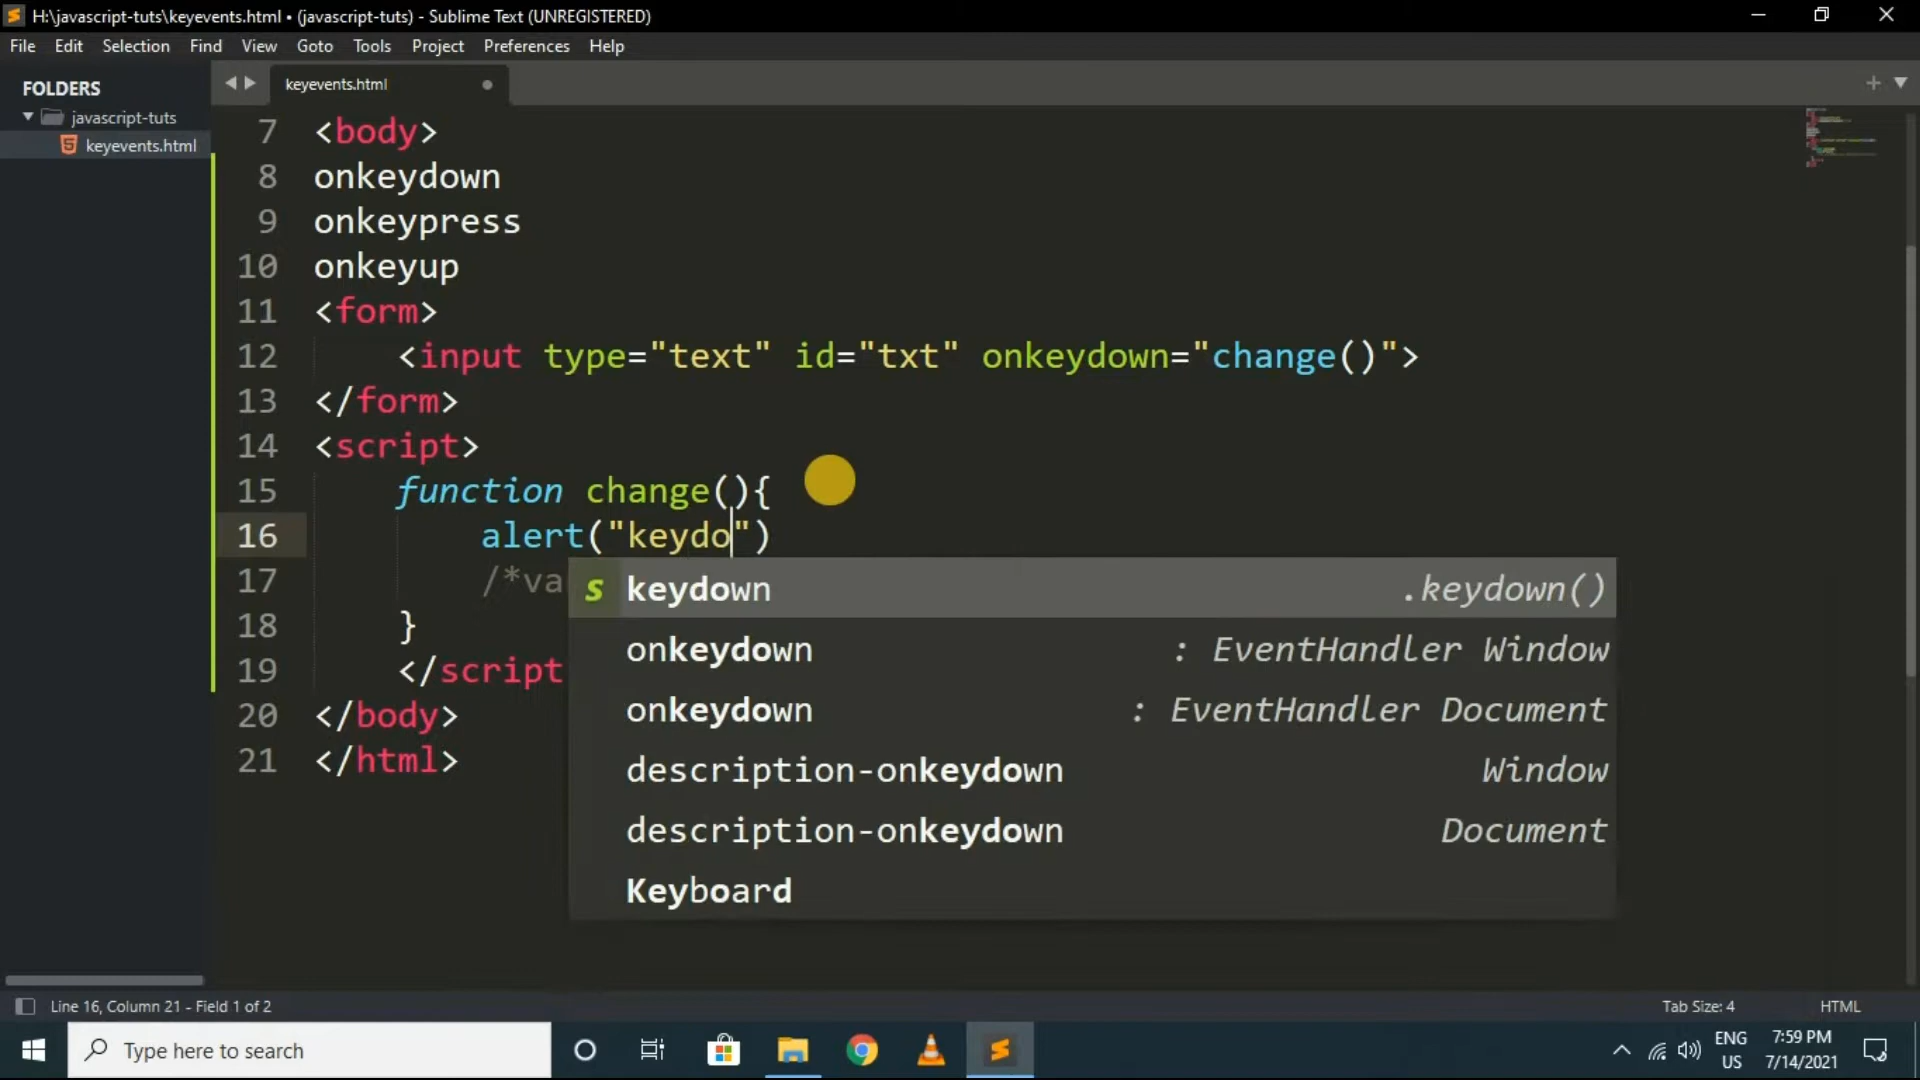 H:\javascript-tuts\keyevents.html • (javascript-tuts) - Sublime Text (UNREGISTERED)
File Edit Selection Find View Goto Tools Project Preferences Help
FOLDERS
javascript-tuts
keyevents.html
keyevents.html
7 <body>
8 onkeydown
9 onkeypress
10 onkeyup
11 <form>
12 <input type="text" id="txt" onkeydown="change()">
13 </form>
14 <script>
15 function change(){
16 alert("keydo")
17 /*va
18 }
19 </script
20 </body>
21 </html>
keydown .keydown()
onkeydown : EventHandler Window
onkeydown : EventHandler Document
description-onkeydown Window
description-onkeydown Document
Keyboard
Line 16, Column 21 - Field 1 of 2
Tab Size: 4 HTML
Type here to search
ENG
US
7:59 PM
7/14/2021